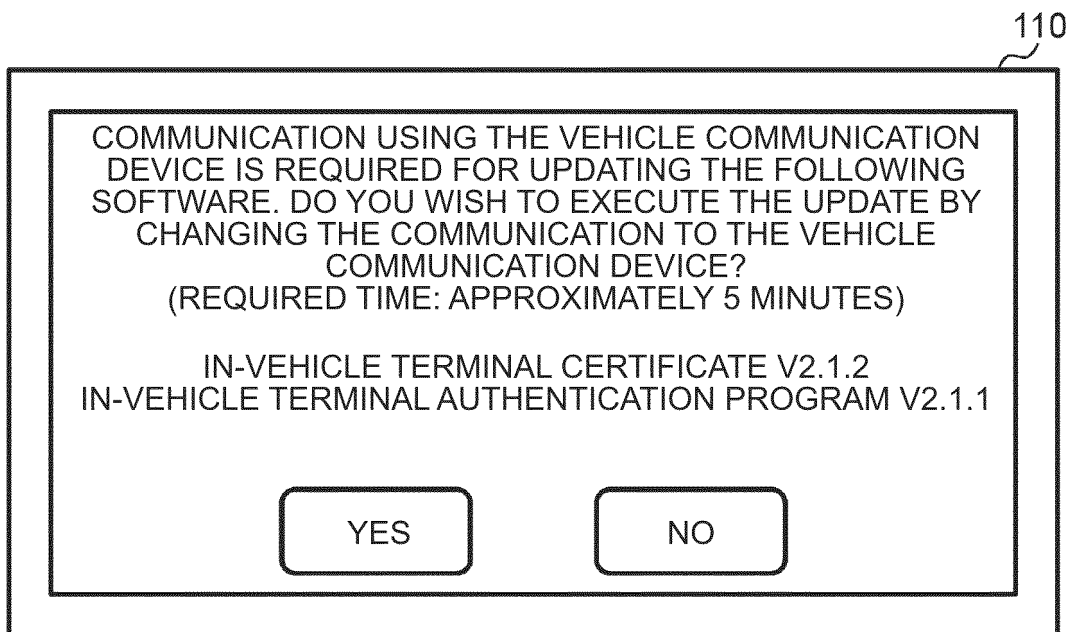 110
COMMUNICATION USING THE VEHICLE COMMUNICATION
DEVICE IS REQUIRED FOR UPDATING THE FOLLOWING
SOFTWARE. DO YOU WISH TO EXECUTE THE UPDATE BY
CHANGING THE COMMUNICATION TO THE VEHICLE
COMMUNICATION DEVICE?
(REQUIRED TIME: APPROXIMATELY 5 MINUTES)
IN-VEHICLE TERMINAL CERTIFICATE V2.1.2
IN-VEHICLE TERMINAL AUTHENTICATION PROGRAM V2.1.1
YES NO